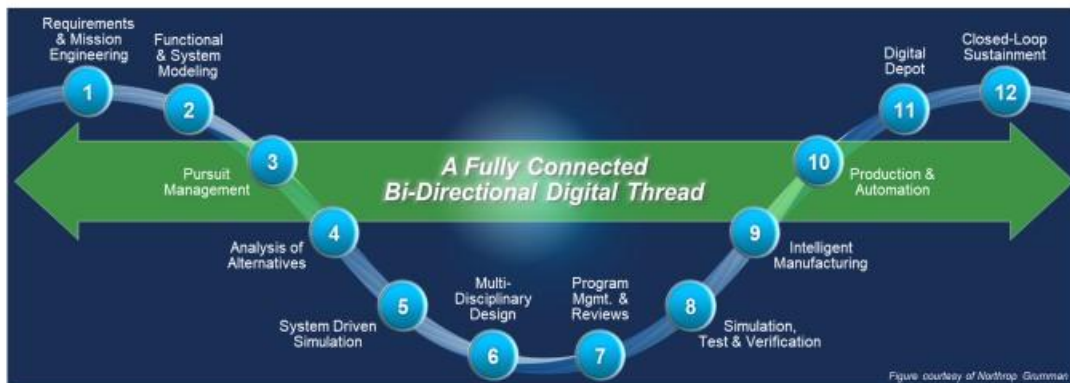 Requirements
& Mission
Engineering
1
Functional
& System
Modeling
2
3
Pursuit
Management
4
Analysis of
Alternatives
5
System Driven
Simulation
Multi-
Disciplinary
Design
6
Program
Mgmt. &
Reviews
7
8
Simulation,
Test & Verification
9
Intelligent
Manufacturing
10
Production &
Automation
Digital
Depot
11
Closed-Loop
Sustainment
12
A Fully Connected
Bi-Directional Digital Thread
Figure courtesy of Northrop Grumman